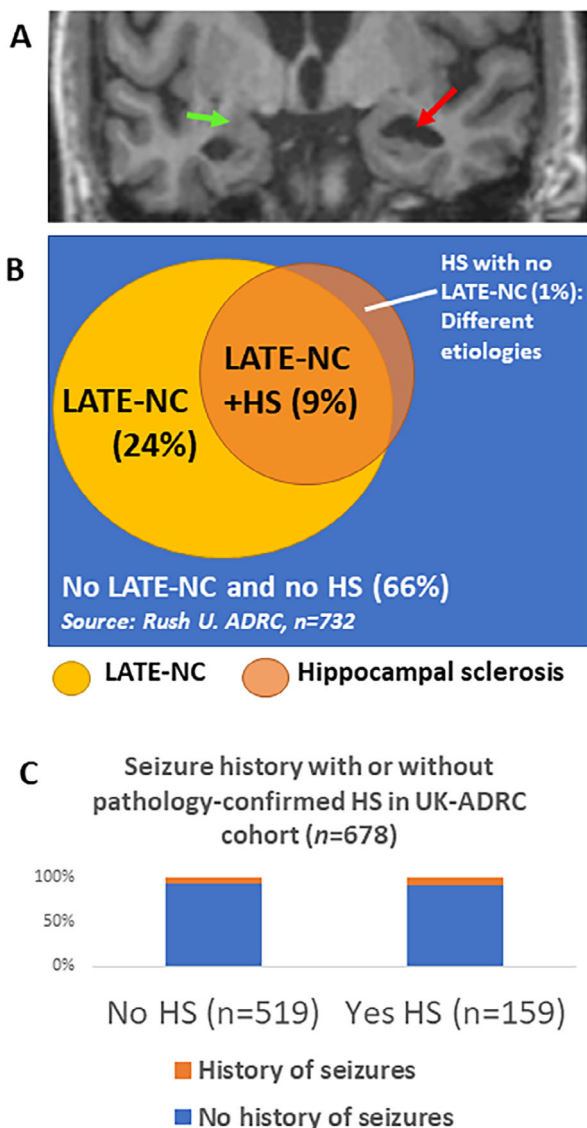 A
B
HS with no
LATE-NC (1%):
Different
etiologies
LATE-NC
+HS (9%)
LATE-NC
(24%)
No LATE-NC and no HS (66%)
Source: Rush U. ADRC, n=732
LATE-NC
Hippocampal sclerosis
C
Seizure history with or without
pathology-confirmed HS in UK-ADRC
cohort (n=678)
100%
50%
0%
No HS (n=519)
Yes HS (n=159)
History of seizures
No history of seizures